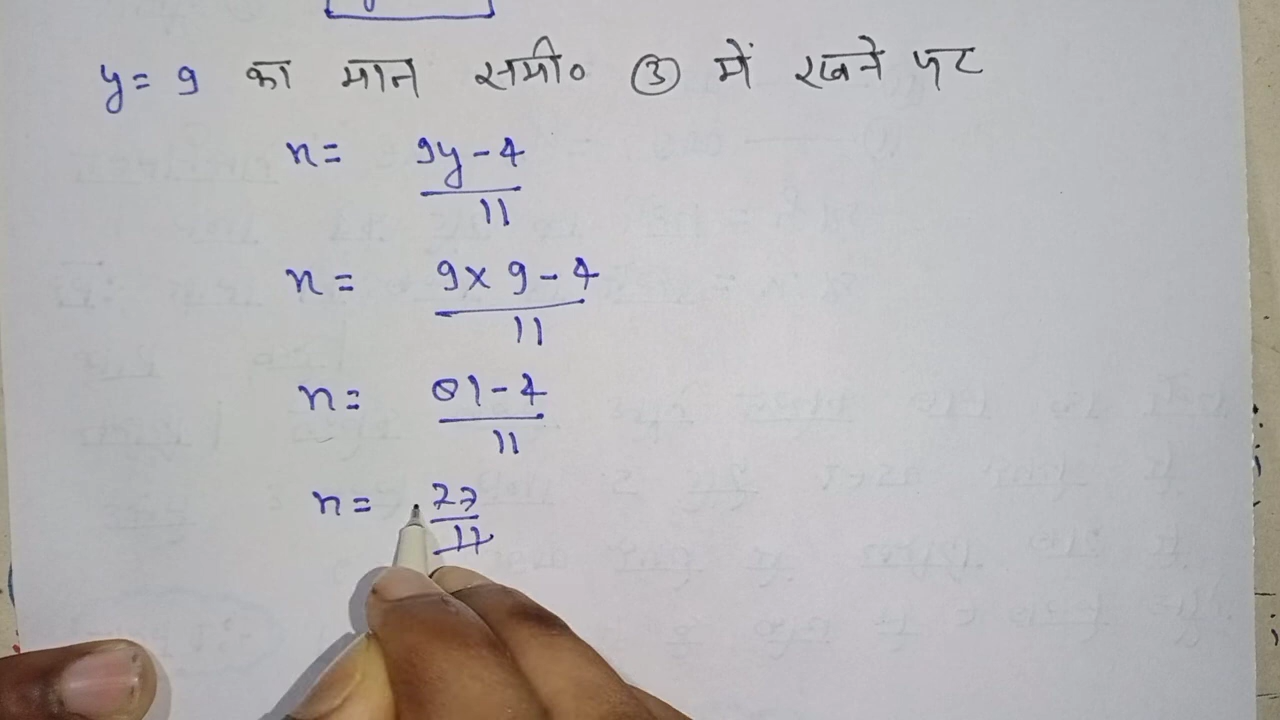 y = 9 का मान समी० ③ में रखने पर
x = 9y - 4 / 11
x = 9 x 9 - 4 / 11
x = 81 - 4 / 11
x = 77 / 11